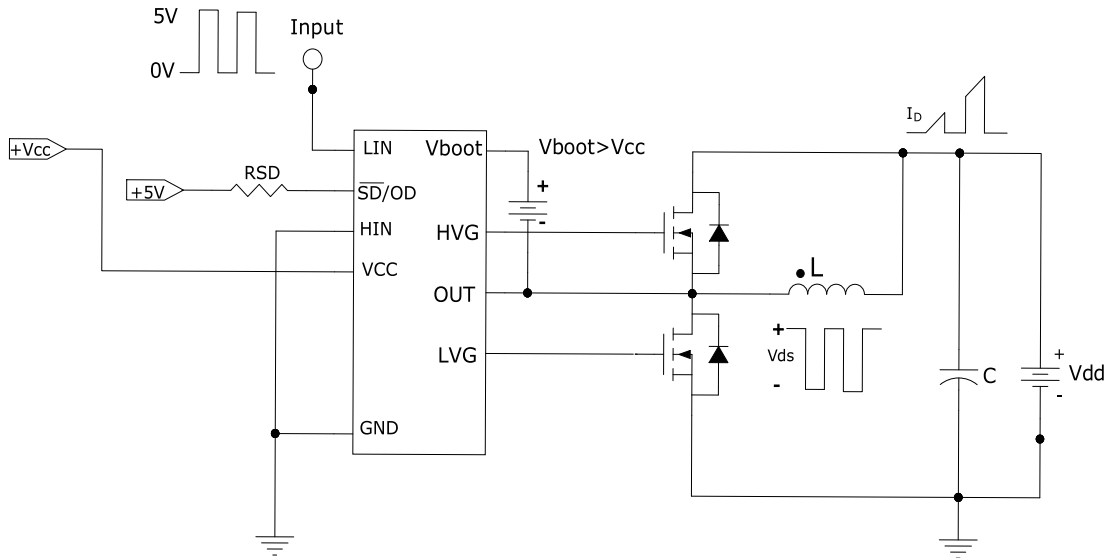 5V
0V
Input
+Vcc
+5V
RSD
LIN
SD/OD
HIN
VCC
GND
Vboot
HVG
OUT
LVG
Vboot>Vcc
+
-
L
+
Vds
-
ID
C
+
Vdd
-